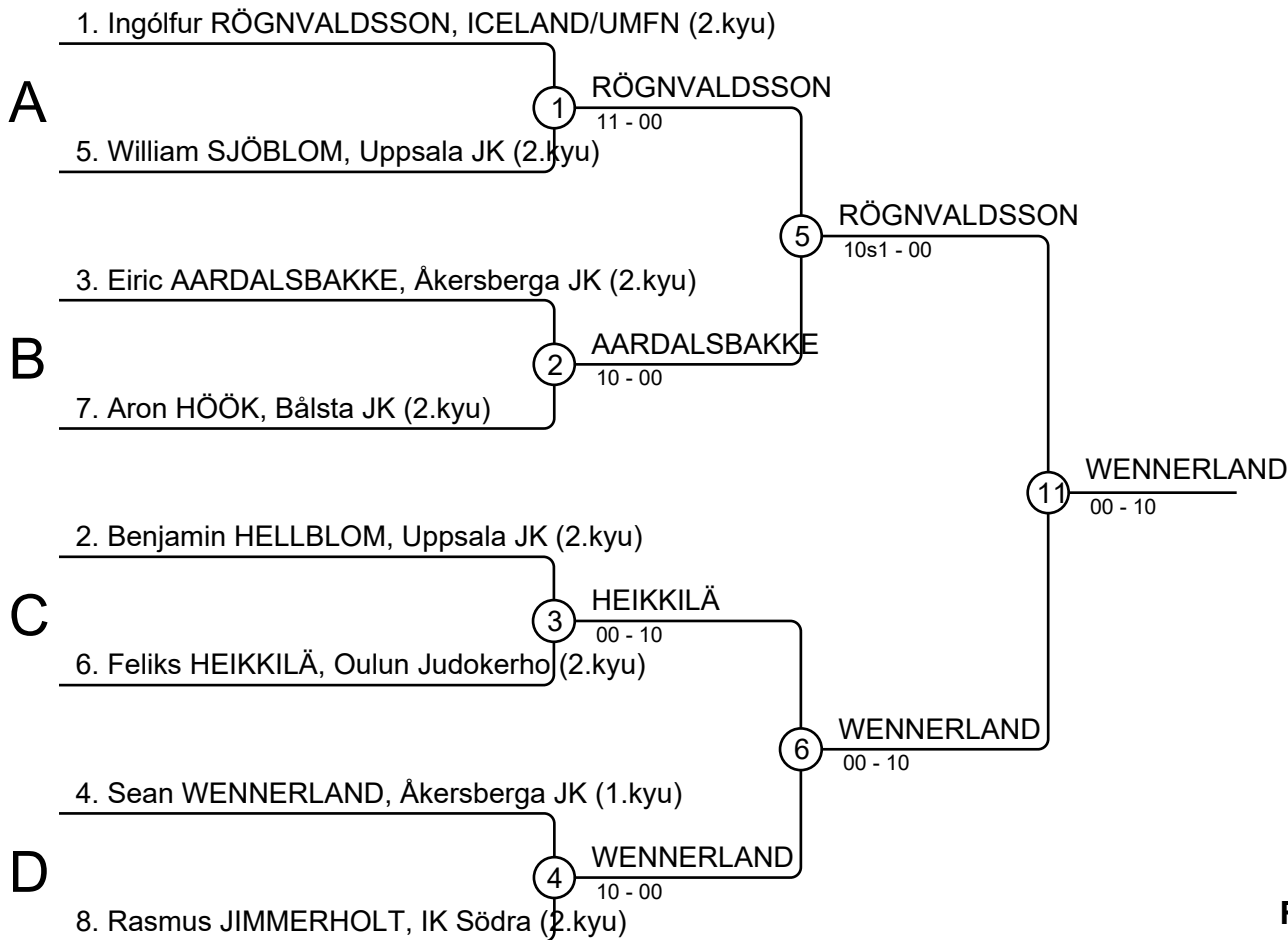 1. Ingólfur RÖGNVALDSSON, ICELAND/UMFN (2.kyu)
A
1
RÖGNVALDSSON
11 - 00
5. William SJÖBLOM, Uppsala JK (2.kyu)
5
RÖGNVALDSSON
10s1 - 00
3. Eiric AARDALSBAKKE, Åkersberga JK (2.kyu)
B
2
AARDALSBAKKE
10 - 00
7. Aron HÖÖK, Bålsta JK (2.kyu)
11
WENNERLAND
00 - 10
2. Benjamin HELLBLOM, Uppsala JK (2.kyu)
C
3
HEIKKILÄ
00 - 10
6. Feliks HEIKKILÄ, Oulun Judokerho (2.kyu)
6
WENNERLAND
00 - 10
4. Sean WENNERLAND, Åkersberga JK (1.kyu)
D
4
WENNERLAND
10 - 00
8. Rasmus JIMMERHOLT, IK Södra (2.kyu)